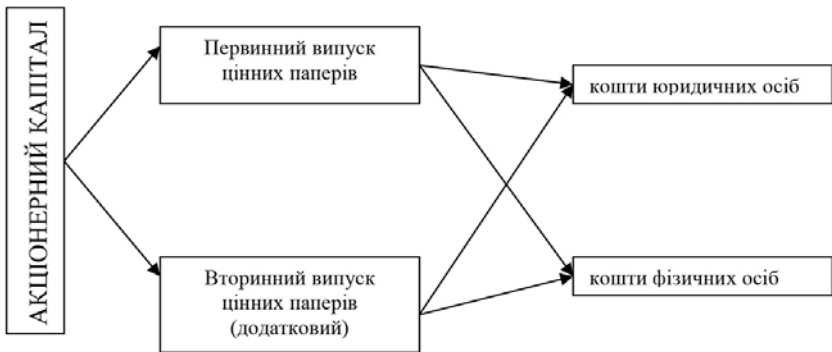 АКЦІОНЕРНИЙ КАПІТАЛ
Первинний випуск
цінних паперів
кошти юридичних осіб
Вторинний випуск
цінних паперів
(додатковий)
кошти фізичних осіб